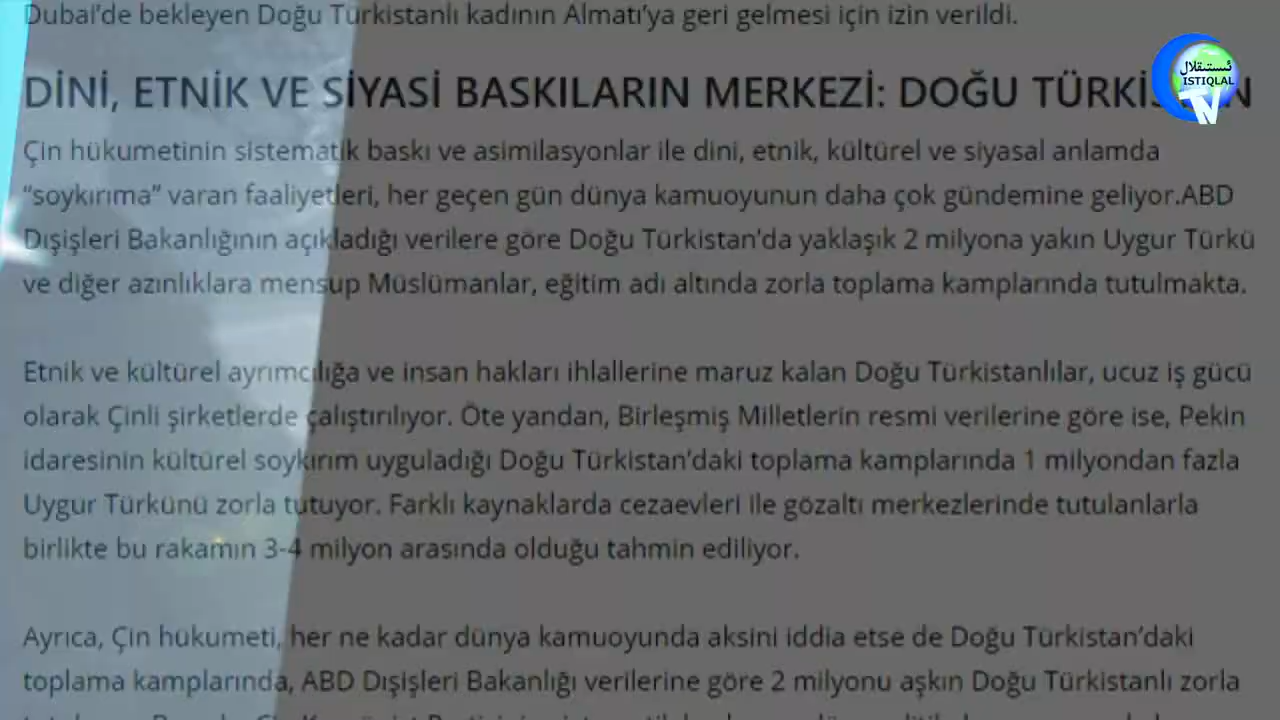 Dubai’de bekleyen Doğu Türkistanlı kadının Almatı’ya geri gelmesi için izin verildi.
DİNİ, ETNİK VE SİYASİ BASKILARIN MERKEZİ: DOĞU
ئىستىقلال
ISTIQLAL
TV
Çin hükumetinin sistematik baskı ve asimilasyonlar ile dini, etnik, kültürel ve siyasal anlamda
“soykırıma” varan faaliyetleri, her geçen gün dünya kamuoyunun daha çok gündemine geliyor.ABD
Dışişleri Bakanlığının açıkladığı verilere göre Doğu Türkistan’da yaklaşık 2 milyona yakın Uygur Türkü
ve diğer azınlıklara mensup Müslümanlar, eğitim adı altında zorla toplama kamplarında tutulmakta.
Etnik ve kültürel ayrımcılığa ve insan hakları ihlallerine maruz kalan Doğu Türkistanlılar, ucuz iş gücü
olarak Çinli şirketlerde çalıştırılıyor. Öte yandan, Birleşmiş Milletlerin resmi verilerine göre ise, Pekin
idaresinin kültürel soykırım uyguladığı Doğu Türkistan’daki toplama kamplarında 1 milyondan fazla
Uygur Türkünü zorla tutuyor. Farklı kaynaklarda cezaevleri ile gözaltı merkezlerinde tutulanlarla
birlikte bu rakamın 3-4 milyon arasında olduğu tahmin ediliyor.
Ayrıca, Çin hükumeti, her ne kadar dünya kamuoyunda aksini iddia etse de Doğu Türkistan’daki
toplama kamplarında, ABD Dışişleri Bakanlığı verilerine göre 2 milyonu aşkın Doğu Türkistanlı zorla